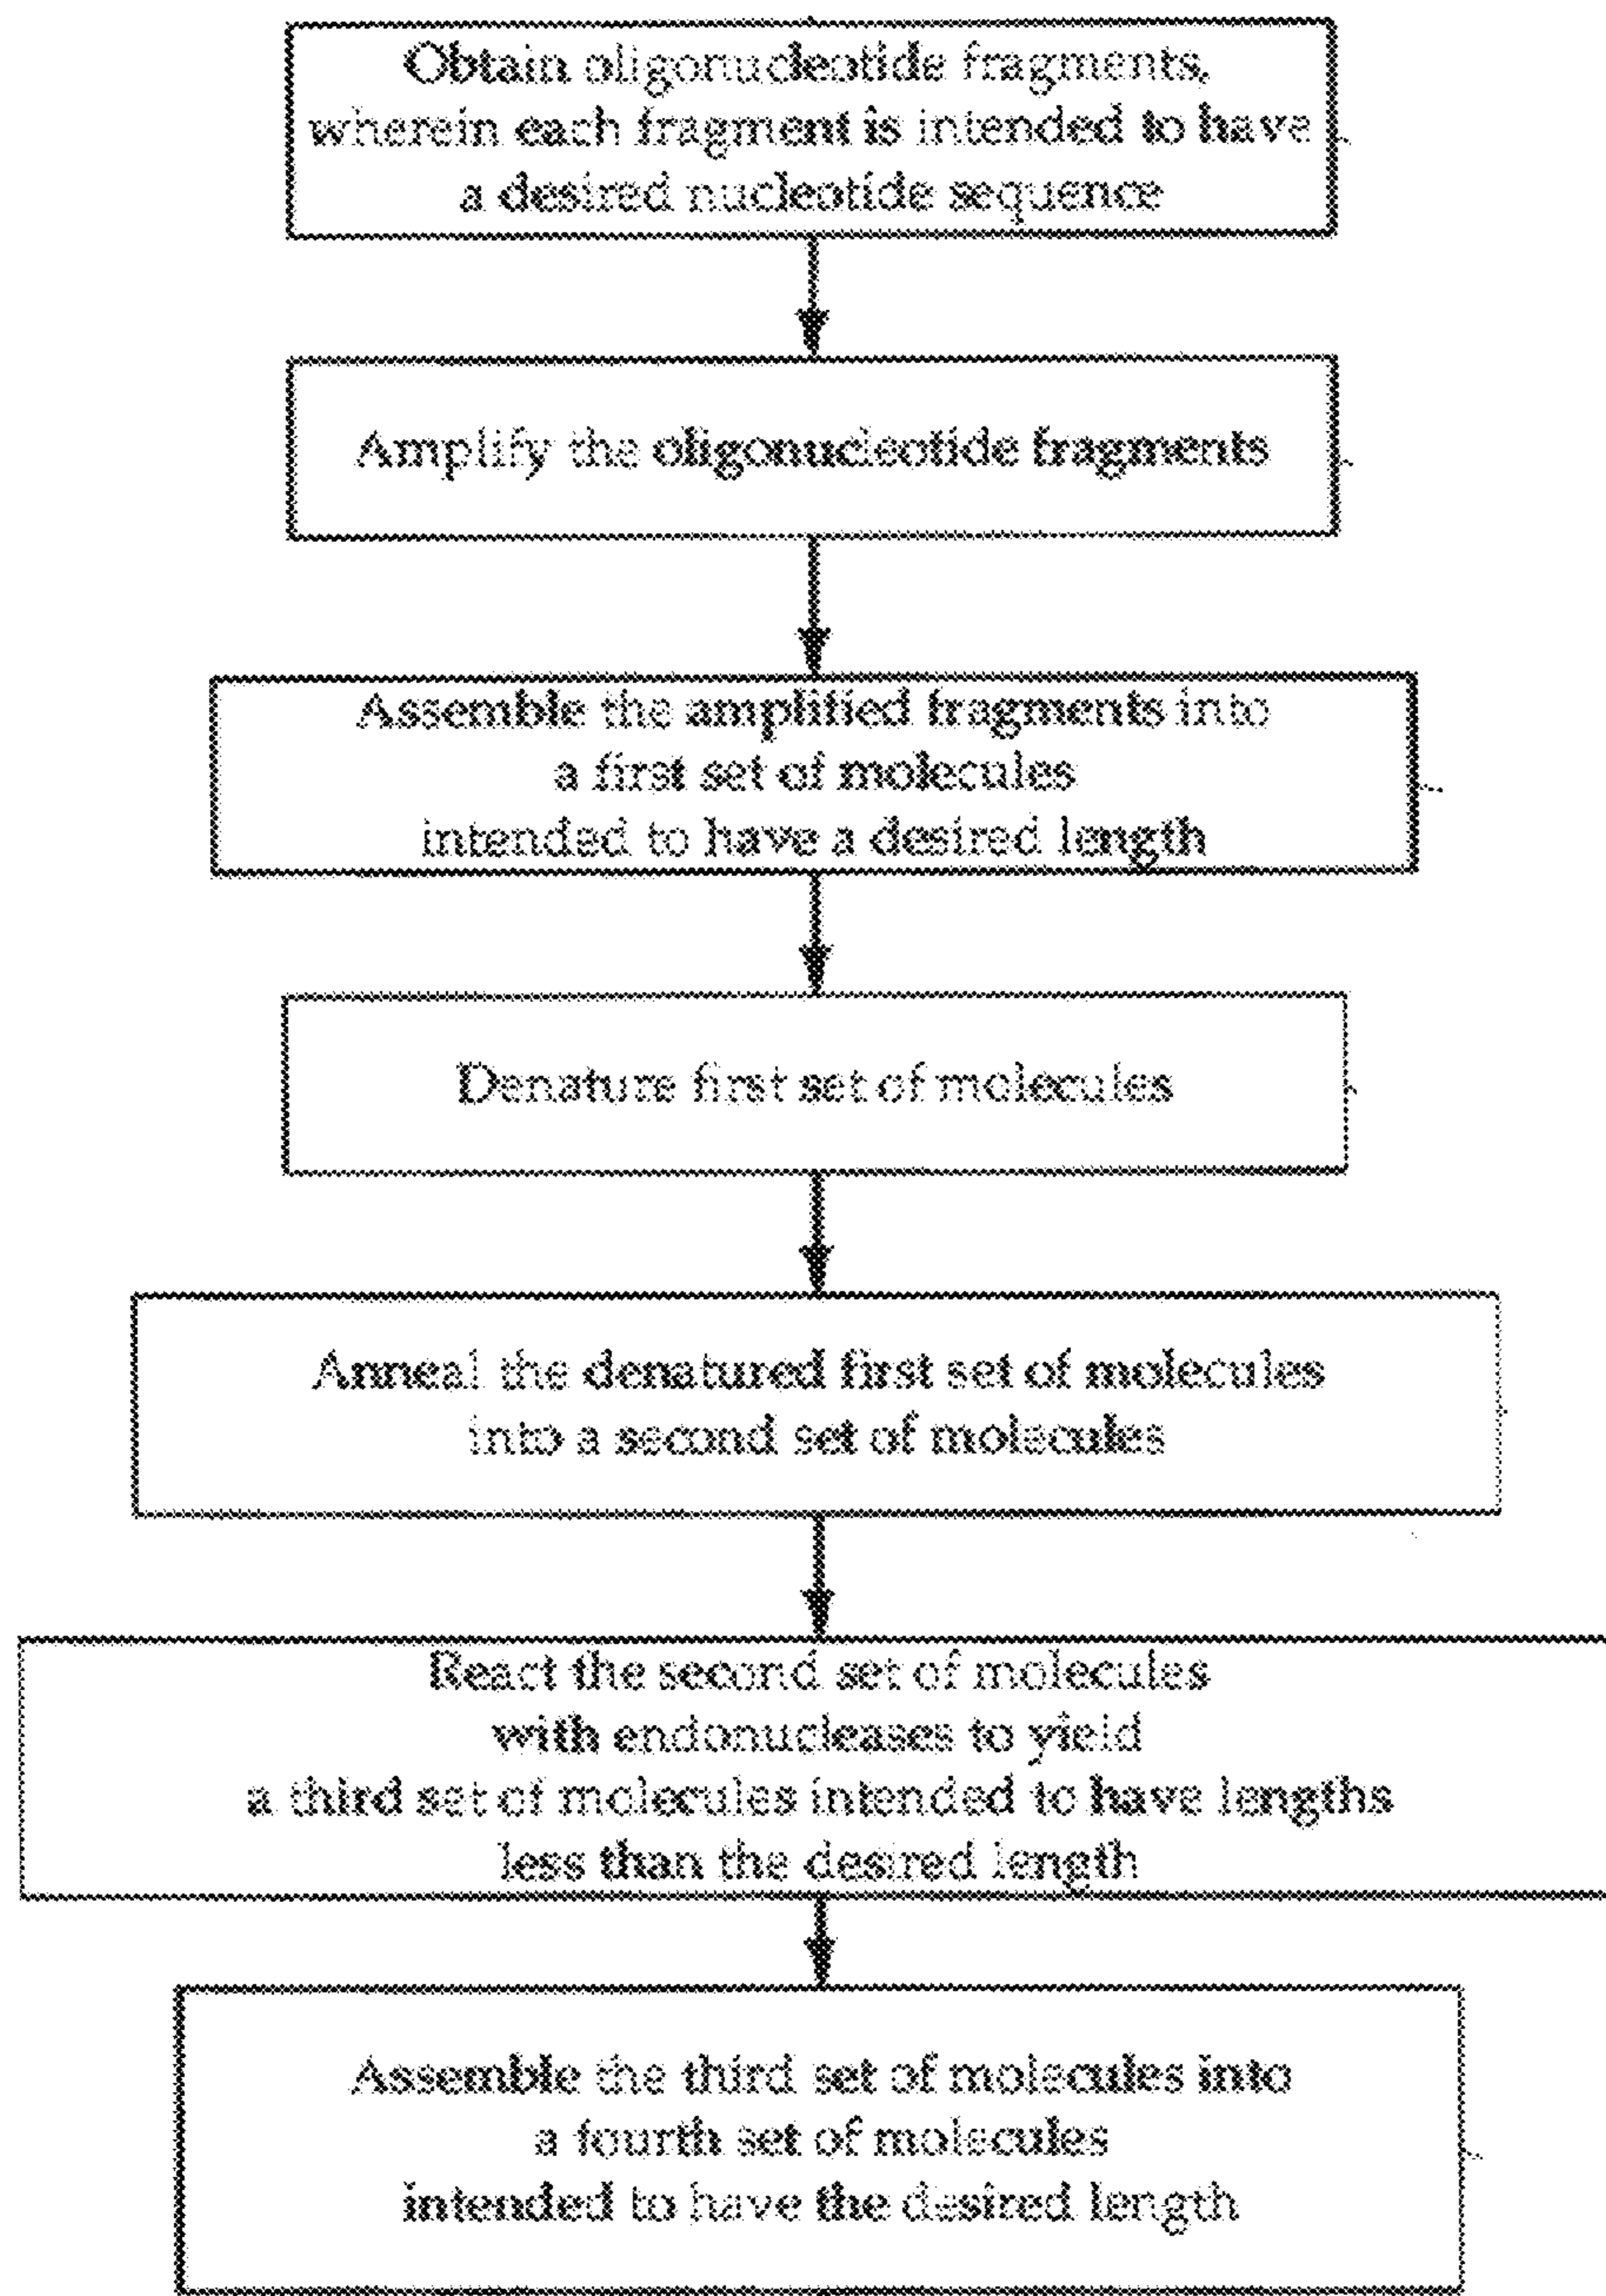 Obtain oligonucleotide fragments,
wherein each fragment is intended to have
a desired nucleotide sequence
Amplify the oligonucleotide fragments
Assemble the amplified fragments into
a first set of molecules
intended to have a desired length
Denature first set of molecules
Anneal the denatured first set of molecules
into a second set of molecules
React the second set of molecules
with endonucleases to yield
a third set of molecules intended to have lengths
less than the desired length
Assemble the third set of molecules into
a fourth set of molecules
intended to have the desired length